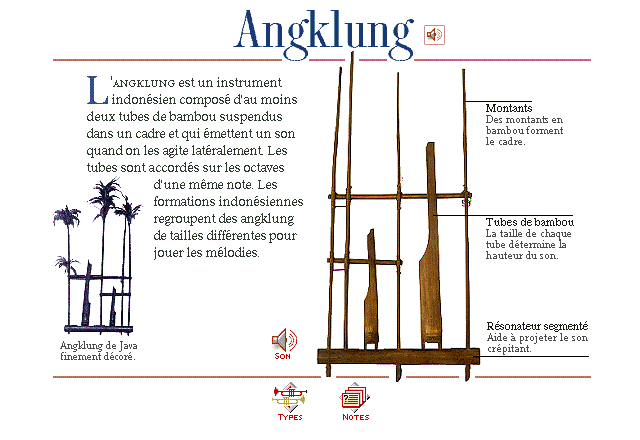 Angklung
L'ANGKLUNG est un instrument
indonésien composé d'au moins
deux tubes de bambou suspendus
dans un cadre et qui émettent un son
quand on les agite latéralement. Les
tubes sont accordés sur les octaves
d'une même note. Les
formations indonésiennes
regroupent des angklung
de tailles différentes pour
jouer les mélodies.
Montants
Des montants en
bambou forment
le cadre.
Tubes de bambou
La taille de chaque
tube détermine la
hauteur du son.
Résonateur segmenté
Aide à projeter le son
crépitant.
Angklung de Java
finement décoré.
SON
TYPES
NOTES